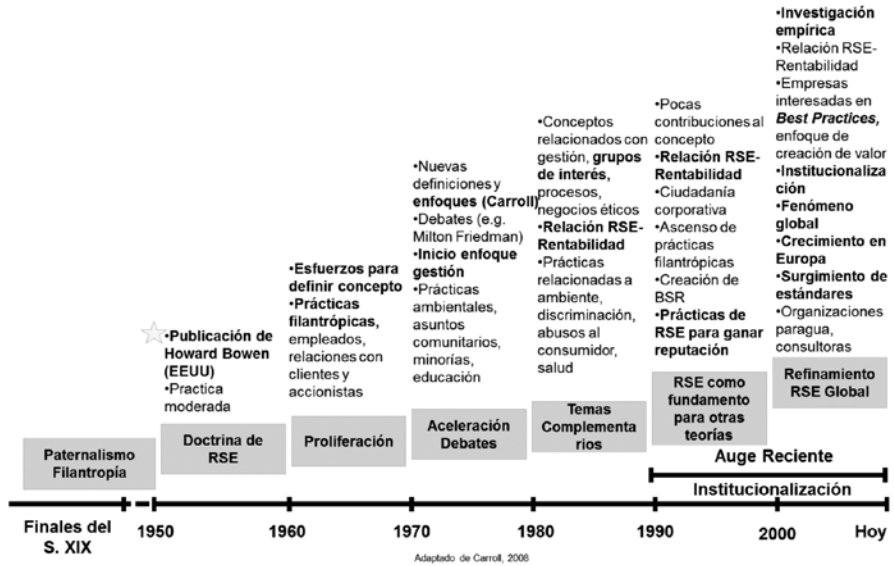 •Publicación de
Howard Bowen
(EEUU)
•Practica
moderada
•Esfuerzos para
definir concepto
•Prácticas
filantrópicas,
empleados,
relaciones con
clientes y
accionistas
•Nuevas
definiciones y
enfoques (Carroll)
•Debates (e.g.
Milton Friedman)
•Inicio enfoque
gestión
•Prácticas
ambientales,
asuntos
comunitarios,
minorías,
educación
•Conceptos
relacionados con
gestión, grupos
de interés,
procesos,
negocios éticos
•Relación RSE-
Rentabilidad
•Prácticas
relacionadas a
ambiente,
discriminación,
abusos al
consumidor,
salud
•Pocas
contribuciones al
concepto
•Relación RSE-
Rentabilidad
•Ciudadanía
corporativa
•Ascenso de
prácticas
filantrópicas
•Creación de
BSR
•Prácticas de
RSE para ganar
reputación
•Investigación
empírica
•Relación RSE-
Rentabilidad
•Empresas
interesadas en
Best Practices,
enfoque de
creación de valor
•Institucionaliza
ción
•Fenómeno
global
•Crecimiento en
Europa
•Surgimiento de
estándares
•Organizaciones
paragua,
consultoras
Paternalismo
Filantropía
Doctrina de
RSE
Proliferación
Aceleración
Debates
Temas
Complementa
rios
RSE como
fundamento
para otras
teorías
Refinamiento
RSE Global
Auge Reciente
Institucionalización
Finales del
S. XIX
1950
1960
1970
1980
1990
2000
Hoy
Adaptado de Carroll, 2008